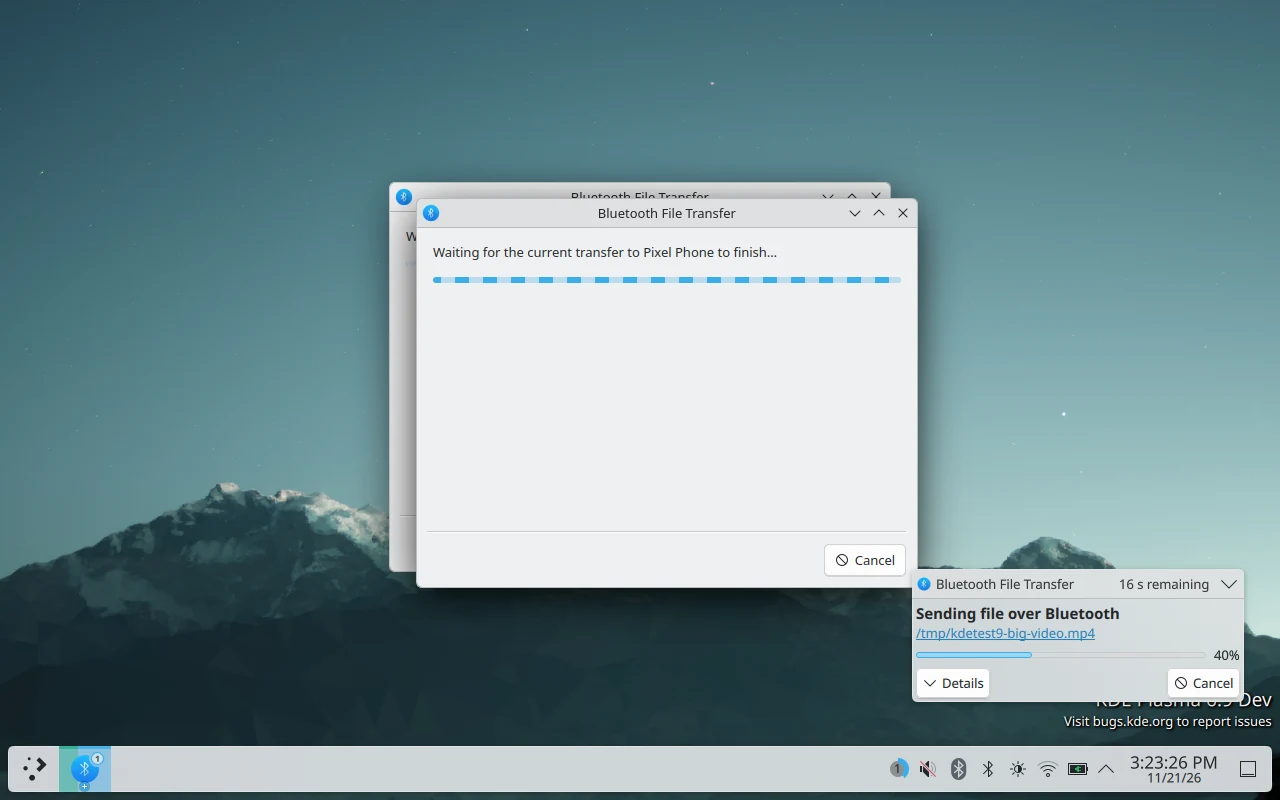 Bluetooth File Transfer
W
Bluetooth File Transfer
Waiting for the current transfer to Pixel Phone to finish...
Cancel
Bluetooth File Transfer 16 s remaining
Sending file over Bluetooth
/tmp/kdetest9-big-video.mp4
40%
Details Cancel
KDE Plasma 6.9 Dev
Visit bugs.kde.org to report issues
1
1
3:23:26 PM
11/21/26